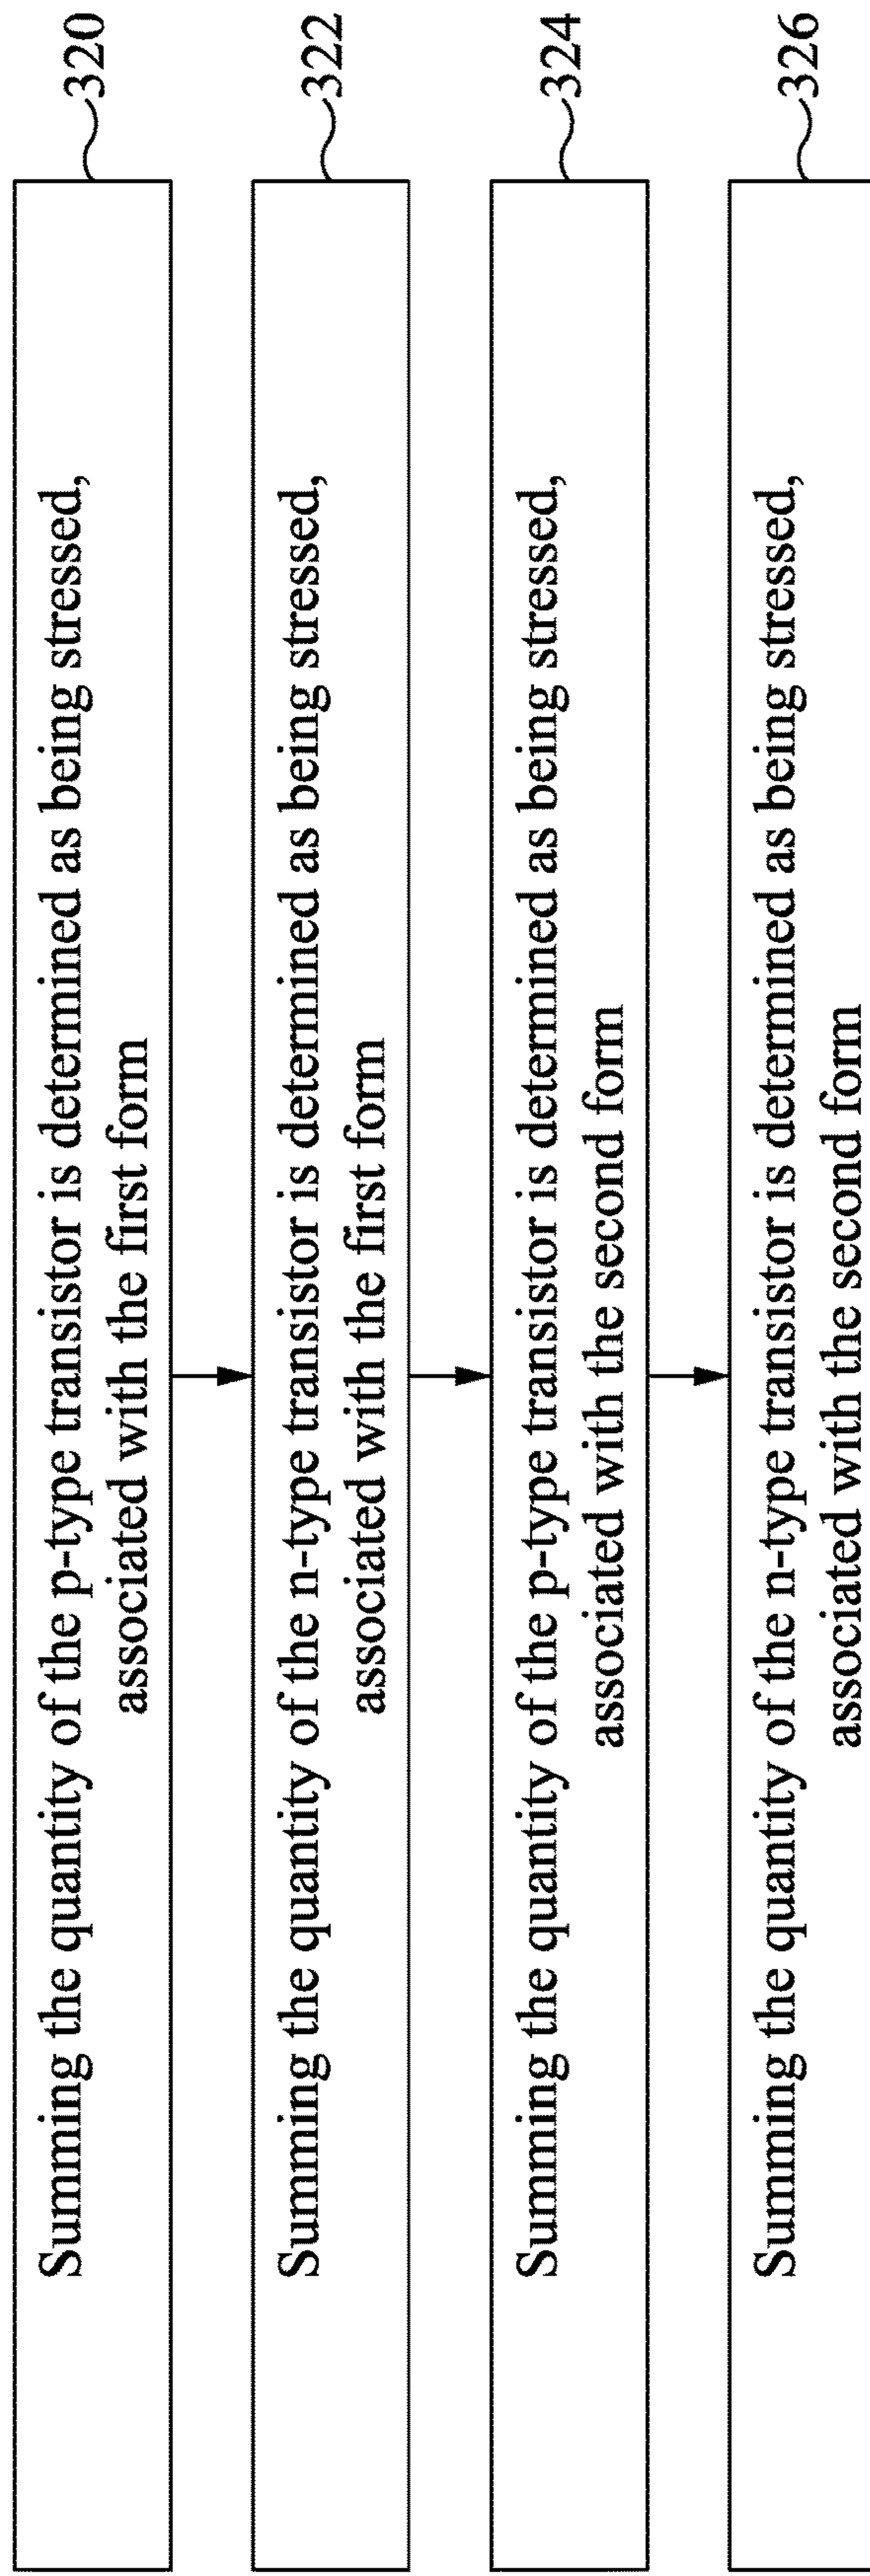 Summing the quantity of the p-type transistor is determined as being stressed,
associated with the first form
320
Summing the quantity of the n-type transistor is determined as being stressed,
associated with the first form
322
Summing the quantity of the p-type transistor is determined as being stressed,
associated with the second form
324
Summing the quantity of the n-type transistor is determined as being stressed,
associated with the second form
326